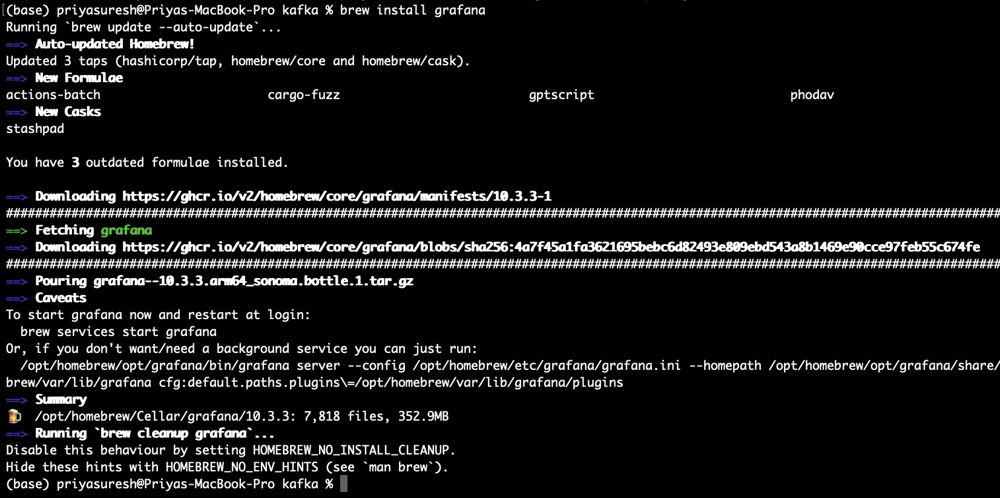 (base) priyasuresh@Priyas-MacBook-Pro kafka % brew install grafana
Running `brew update --auto-update`...
==> Auto-updated Homebrew!
Updated 3 taps (hashicorp/tap, homebrew/core and homebrew/cask).
==> New Formulae
actions-batch cargo-fuzz gptscript phodav
==> New Casks
stashpad
You have 3 outdated formulae installed.
==> Downloading https://ghcr.io/v2/homebrew/core/grafana/manifests/10.3.3-1
#########################################################################################################################################
==> Fetching grafana
==> Downloading https://ghcr.io/v2/homebrew/core/grafana/blobs/sha256:4a7f45a1fa3621695bebc6d82493e809ebd543a8b1469e90cce97feb55c674fe
#########################################################################################################################################
==> Pouring grafana--10.3.3.arm64_sonoma.bottle.1.tar.gz
==> Caveats
To start grafana now and restart at login:
brew services start grafana
Or, if you don't want/need a background service you can just run:
/opt/homebrew/opt/grafana/bin/grafana server --config /opt/homebrew/etc/grafana/grafana.ini --homepath /opt/homebrew/opt/grafana/share/
brew/var/lib/grafana cfg:default.paths.plugins\=/opt/homebrew/var/lib/grafana/plugins
==> Summary
🍺 /opt/homebrew/Cellar/grafana/10.3.3: 7,818 files, 352.9MB
==> Running `brew cleanup grafana`...
Disable this behaviour by setting HOMEBREW_NO_INSTALL_CLEANUP.
Hide these hints with HOMEBREW_NO_ENV_HINTS (see `man brew`).
(base) priyasuresh@Priyas-MacBook-Pro kafka %